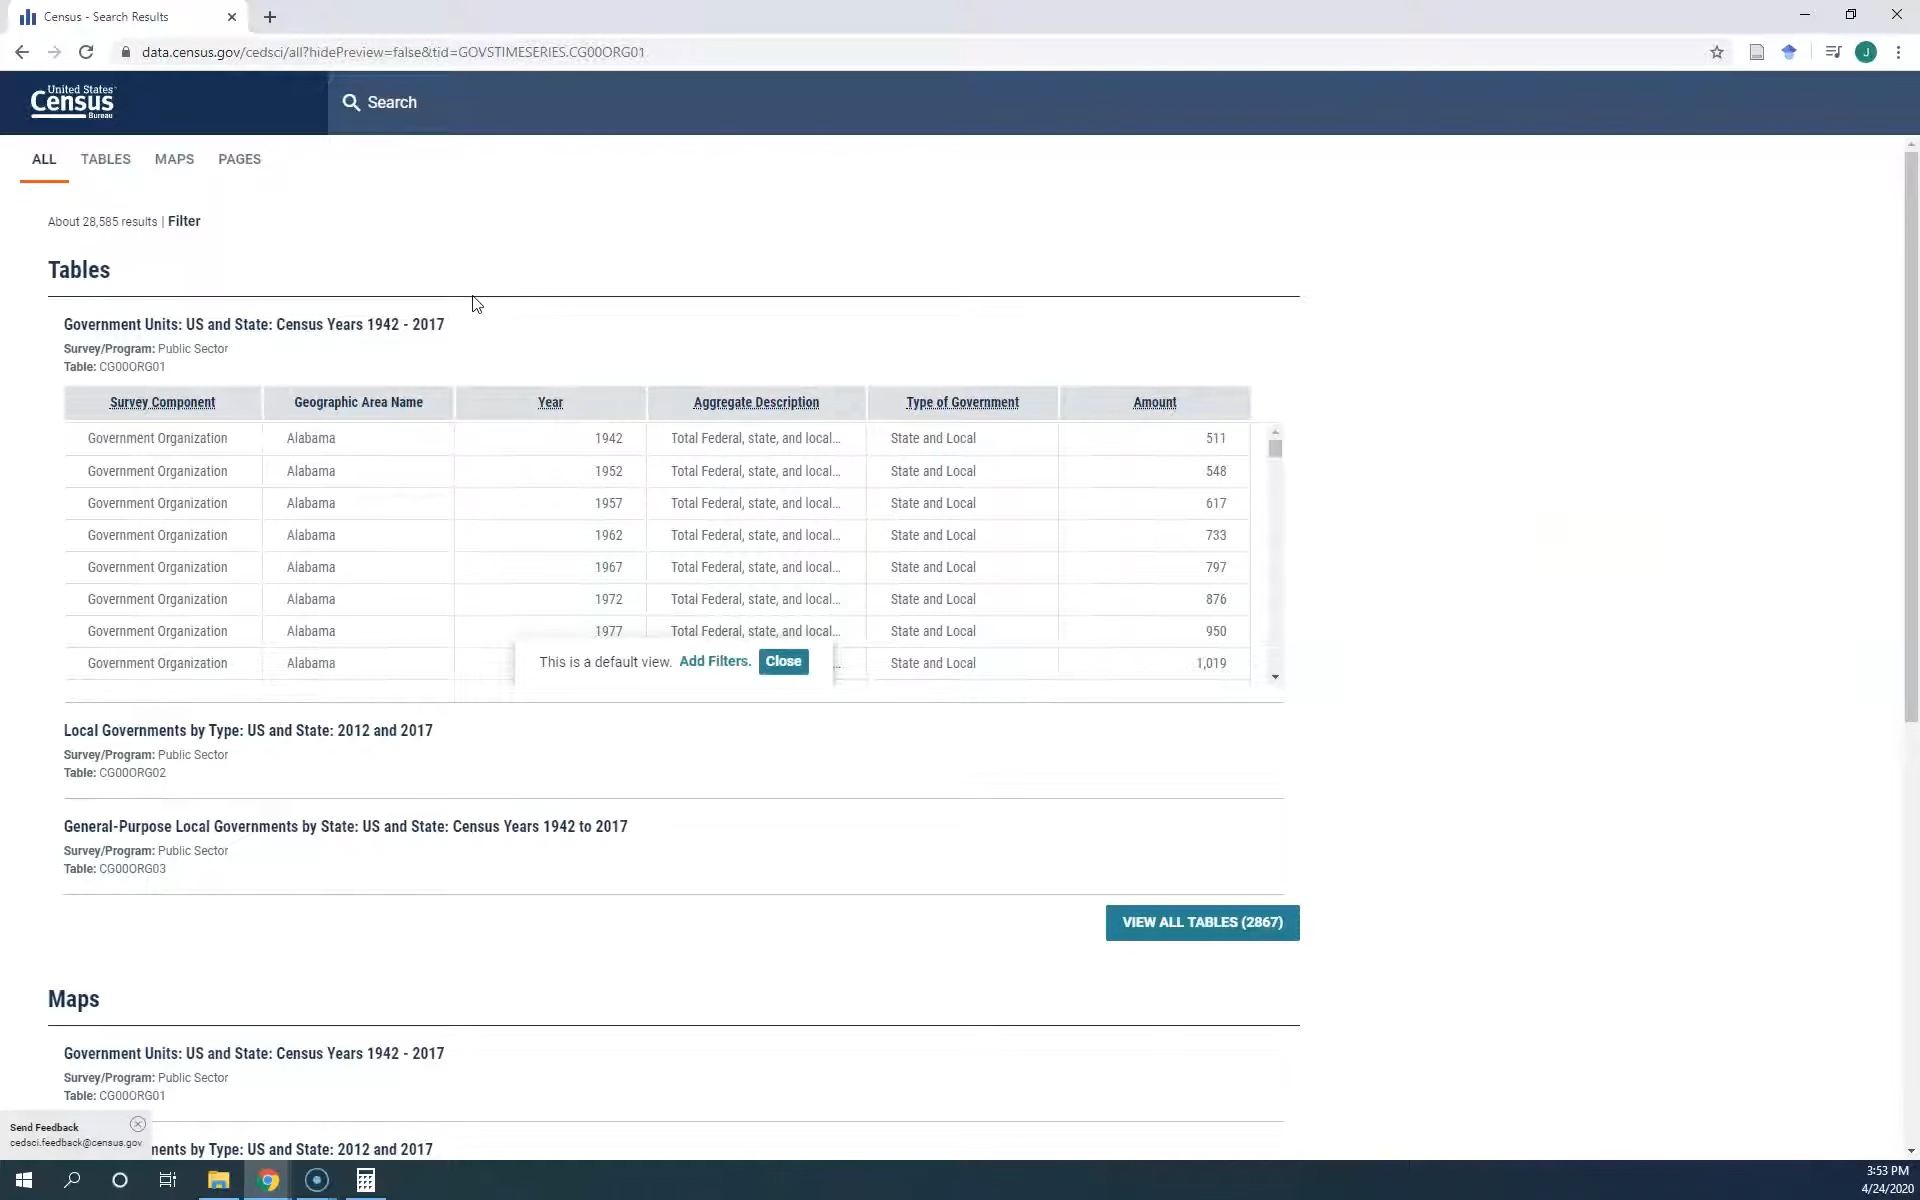 Census - Search Results
data.census.gov/cedsci/all?hidePreview=false&tid=GOVSTIMESERIES.CG00ORG01
J
United States
Census
Bureau
Search
ALL TABLES MAPS PAGES
About 28,585 results | Filter
Tables
Government Units: US and State: Census Years 1942 - 2017
Survey/Program: Public Sector
Table: CG00ORG01
Survey Component Geographic Area Name Year Aggregate Description Type of Government Amount
Government Organization Alabama 1942 Total Federal, state, and local... State and Local 511
Government Organization Alabama 1952 Total Federal, state, and local... State and Local 548
Government Organization Alabama 1957 Total Federal, state, and local... State and Local 617
Government Organization Alabama 1962 Total Federal, state, and local... State and Local 733
Government Organization Alabama 1967 Total Federal, state, and local... State and Local 797
Government Organization Alabama 1972 Total Federal, state, and local... State and Local 876
Government Organization Alabama 1977 Total Federal, state, and local... State and Local 950
Government Organization Alabama ... State and Local 1,019
This is a default view. Add Filters. Close
Local Governments by Type: US and State: 2012 and 2017
Survey/Program: Public Sector
Table: CG00ORG02
General-Purpose Local Governments by State: US and State: Census Years 1942 to 2017
Survey/Program: Public Sector
Table: CG00ORG03
VIEW ALL TABLES (2867)
Maps
Government Units: US and State: Census Years 1942 - 2017
Survey/Program: Public Sector
Table: CG00ORG01
Send Feedback
cedsci.feedback@census.gov
ments by Type: US and State: 2012 and 2017
3:53 PM
4/24/2020